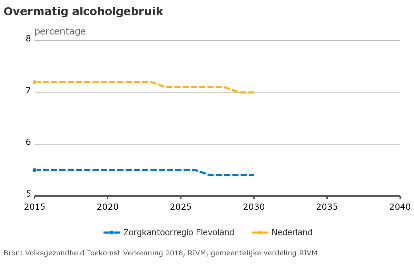 Overmatig alcoholgebruik
percentage
8
7
6
5
2015 2020 2025 2030 2035 2040
Zorgkantoorregio Flevoland Nederland
Bron: Volksgezondheid Toekomst Verkenning 2018, RIVM, gemeentelijke verdeling RIVM